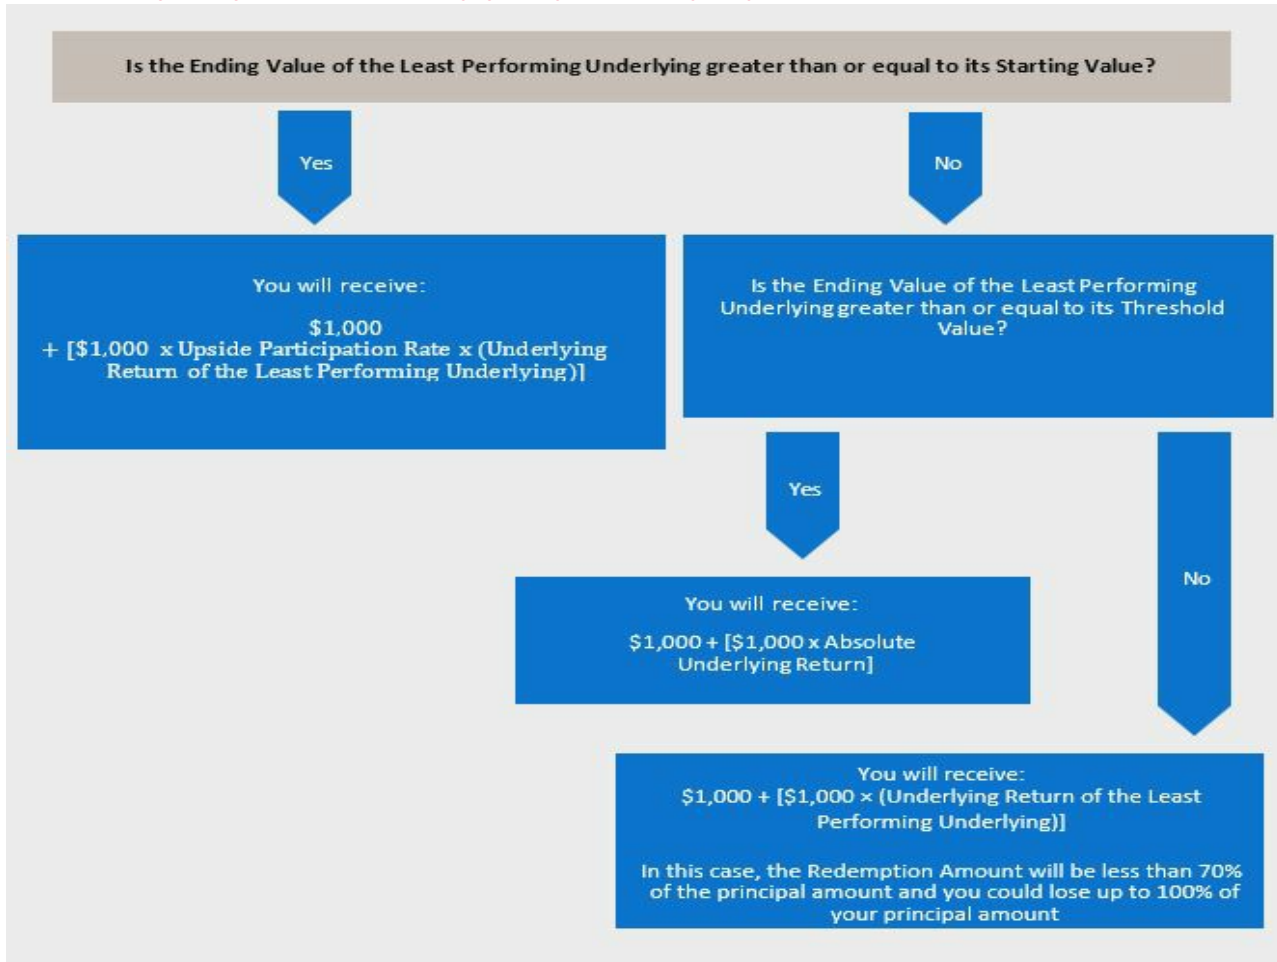 Is the Ending Value of the Least Performing Underlying greater than or equal to its Starting Value?
Yes
No
You will receive:
$1,000
+ [$1,000 x Upside Participation Rate x (Underlying
Return of the Least Performing Underlying)]
Is the Ending Value of the Least Performing
Underlying greater than or equal to its Threshold
Value?
Yes
No
You will receive:
$1,000 + [$1,000 x Absolute
Underlying Return]
You will receive:
$1,000 + [$1,000 × (Underlying Return of the Least
Performing Underlying)]
In this case, the Redemption Amount will be less than 70%
of the principal amount and you could lose up to 100% of
your principal amount